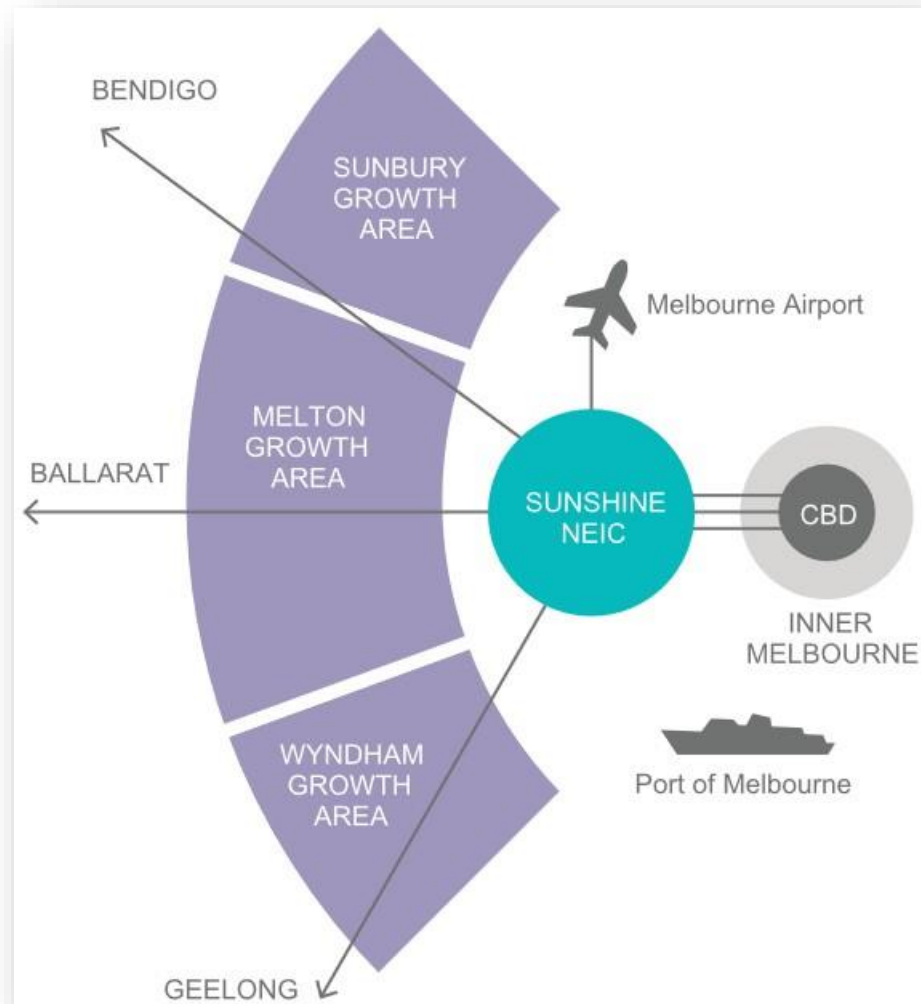 BENDIGO
SUNBURY
GROWTH
AREA
Melbourne Airport
MELTON
GROWTH
AREA
BALLARAT
SUNSHINE
NEIC
CBD
INNER
MELBOURNE
WYNDHAM
GROWTH
AREA
Port of Melbourne
GEELONG